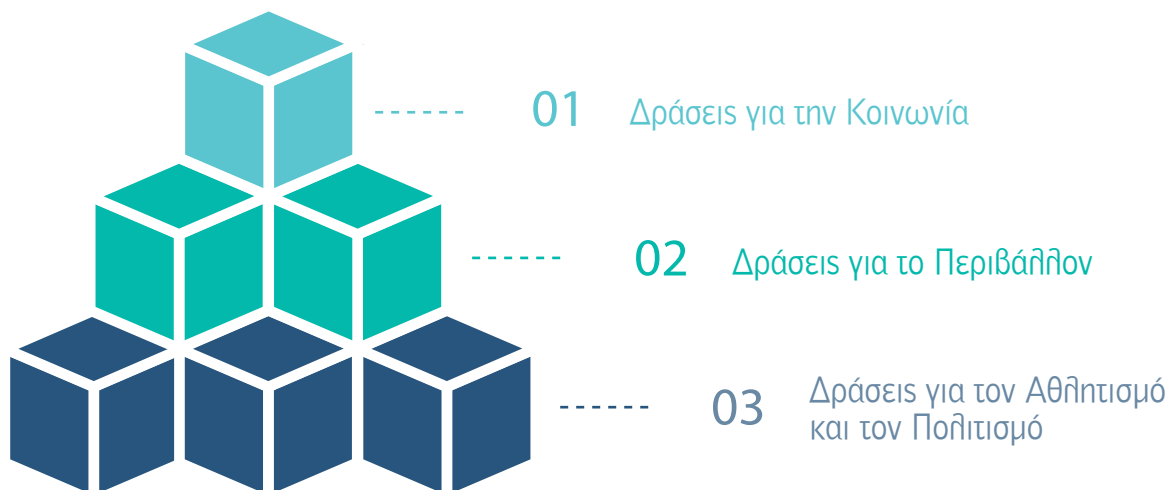 01 Δράσεις για την Κοινωνία
02 Δράσεις για το Περιβάλλον
03 Δράσεις για τον Αθλητισμό
και τον Πολιτισμό